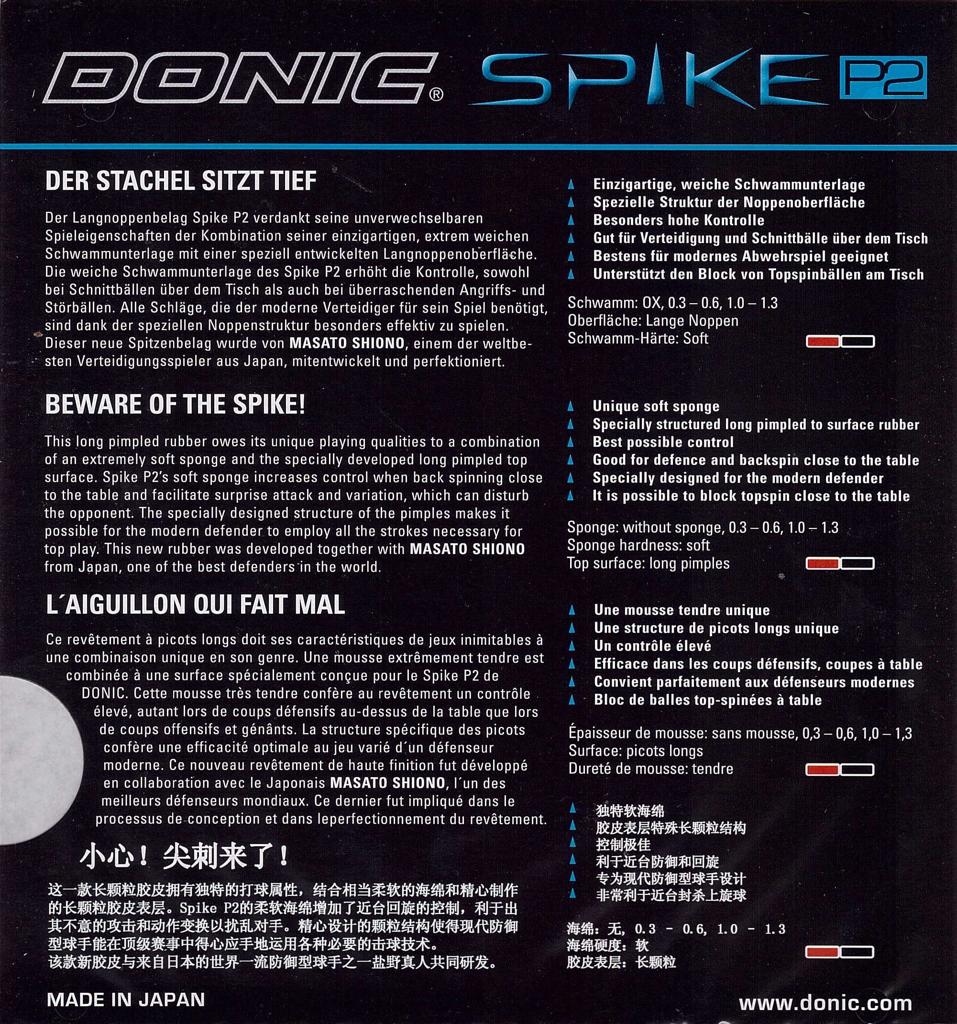 DONIC® SPIKE P2
DER STACHEL SITZT TIEF
Der Langnoppenbelag Spike P2 verdankt seine unverwechselbaren
Spieleigenschaften der Kombination seiner einzigartigen, extrem weichen
Schwammunterlage mit einer speziell entwickelten Langnoppenoberfläche.
Die weiche Schwammunterlage des Spike P2 erhöht die Kontrolle, sowohl
bei Schnittbällen über dem Tisch als auch bei überraschenden Angriffs- und
Störbällen. Alle Schläge, die der moderne Verteidiger für sein Spiel benötigt,
sind dank der speziellen Noppenstruktur besonders effektiv zu spielen.
Dieser neue Spitzenbelag wurde von MASATO SHIONO, einem der weltbe-
sten Verteidigungsspieler aus Japan, mitentwickelt und perfektioniert.
Einzigartige, weiche Schwammunterlage
Spezielle Struktur der Noppenoberfläche
Besonders hohe Kontrolle
Gut für Verteidigung und Schnittbälle über dem Tisch
Bestens für modernes Abwehrspiel geeignet
Unterstützt den Block von Topspinbällen am Tisch
Schwamm: OX, 0.3 – 0.6, 1.0 – 1.3
Oberfläche: Lange Noppen
Schwamm-Härte: Soft
BEWARE OF THE SPIKE!
This long pimpled rubber owes its unique playing qualities to a combination
of an extremely soft sponge and the specially developed long pimpled top
surface. Spike P2's soft sponge increases control when back spinning close
to the table and facilitate surprise attack and variation, which can disturb
the opponent. The specially designed structure of the pimples makes it
possible for the modern defender to employ all the strokes necessary for
top play. This new rubber was developed together with MASATO SHIONO
from Japan, one of the best defenders in the world.
Unique soft sponge
Specially structured long pimpled to surface rubber
Best possible control
Good for defence and backspin close to the table
Specially designed for the modern defender
It is possible to block topspin close to the table
Sponge: without sponge, 0.3 – 0.6, 1.0 – 1.3
Sponge hardness: soft
Top surface: long pimples
L´AIGUILLON QUI FAIT MAL
Ce revêtement à picots longs doit ses caractéristiques de jeux inimitables à
une combinaison unique en son genre. Une mousse extrêmement tendre est
combinée à une surface spécialement conçue pour le Spike P2 de
DONIC. Cette mousse très tendre confère au revêtement un contrôle
élevé, autant lors de coups défensifs au-dessus de la table que lors
de coups offensifs et gênants. La structure spécifique des picots
confère une efficacité optimale au jeu varié d´un défenseur
moderne. Ce nouveau revêtement de haute finition fut développé
en collaboration avec le Japonais MASATO SHIONO, l´un des
meilleurs défenseurs mondiaux. Ce dernier fut impliqué dans le
processus de conception et dans leperfectionnement du revêtement.
Une mousse tendre unique
Une structure de picots longs unique
Un contrôle élevé
Efficace dans les coups défensifs, coupes à table
Convient parfaitement aux défenseurs modernes
Bloc de balles top-spinées à table
Épaisseur de mousse: sans mousse, 0,3 – 0,6, 1,0 – 1,3
Surface: picots longs
Dureté de mousse: tendre
小心！尖刺来了！
这一款长颗粒胶皮拥有独特的打球属性，结合相当柔软的海绵和精心制作
的长颗粒胶皮表层。Spike P2的柔软海绵增加了近台回旋的控制，利于出
其不意的攻击和动作变换以扰乱对手。精心设计的颗粒结构使得现代防御
型球手能在顶级赛事中得心应手地运用各种必要的击球技术。
该款新胶皮与来自日本的世界一流防御型球手之一盐野真人共同研发。
独特软海绵
胶皮表层特殊长颗粒结构
控制极佳
利于近台防御和回旋
专为现代防御型球手设计
非常利于近台封杀上旋球
海绵：无, 0.3 - 0.6, 1.0 - 1.3
海绵硬度：软
胶皮表层：长颗粒
MADE IN JAPAN
www.donic.com